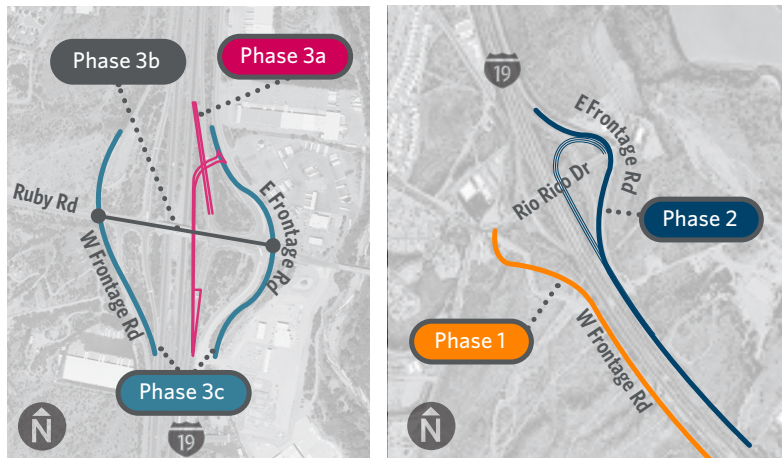 Phase 3b
Phase 3a
Ruby Rd
W Frontage Rd
E Frontage Rd
Phase 3c
19
N
19
E Frontage Rd
Rio Rico Dr
Phase 2
Phase 1
W Frontage Rd
N